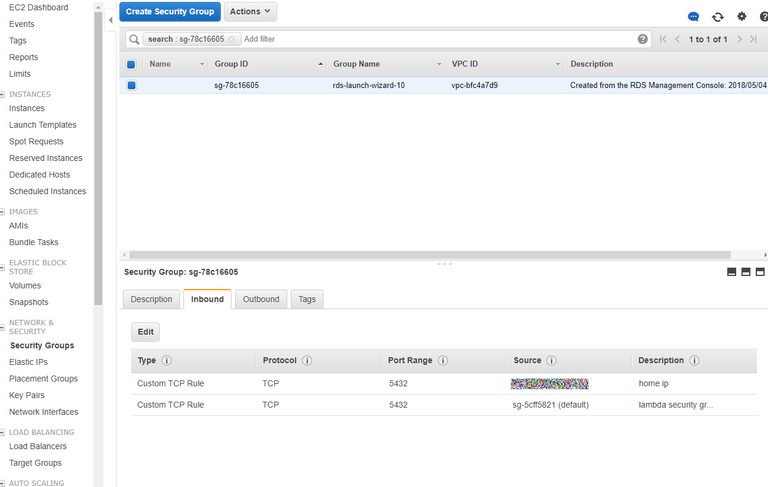 EC2 Dashboard
Events
Tags
Reports
Limits
INSTANCES
Instances
Launch Templates
Spot Requests
Reserved Instances
Dedicated Hosts
Scheduled Instances
IMAGES
AMIs
Bundle Tasks
ELASTIC BLOCK
STORE
Volumes
Snapshots
NETWORK &
SECURITY
Security Groups
Elastic IPs
Placement Groups
Key Pairs
Network Interfaces
LOAD BALANCING
Load Balancers
Target Groups
AUTO SCALING
Create Security Group Actions
search : sg-78c16605 Add filter 1 to 1 of 1
Name Group ID Group Name VPC ID Description
sg-78c16605 rds-launch-wizard-10 vpc-bfc4a7d9 Created from the RDS Management Console: 2018/05/04
Security Group: sg-78c16605
Description Inbound Outbound Tags
Edit
Type Protocol Port Range Source Description
Custom TCP Rule TCP 5432 home ip
Custom TCP Rule TCP 5432 sg-5cff5821 (default) lambda security gr...